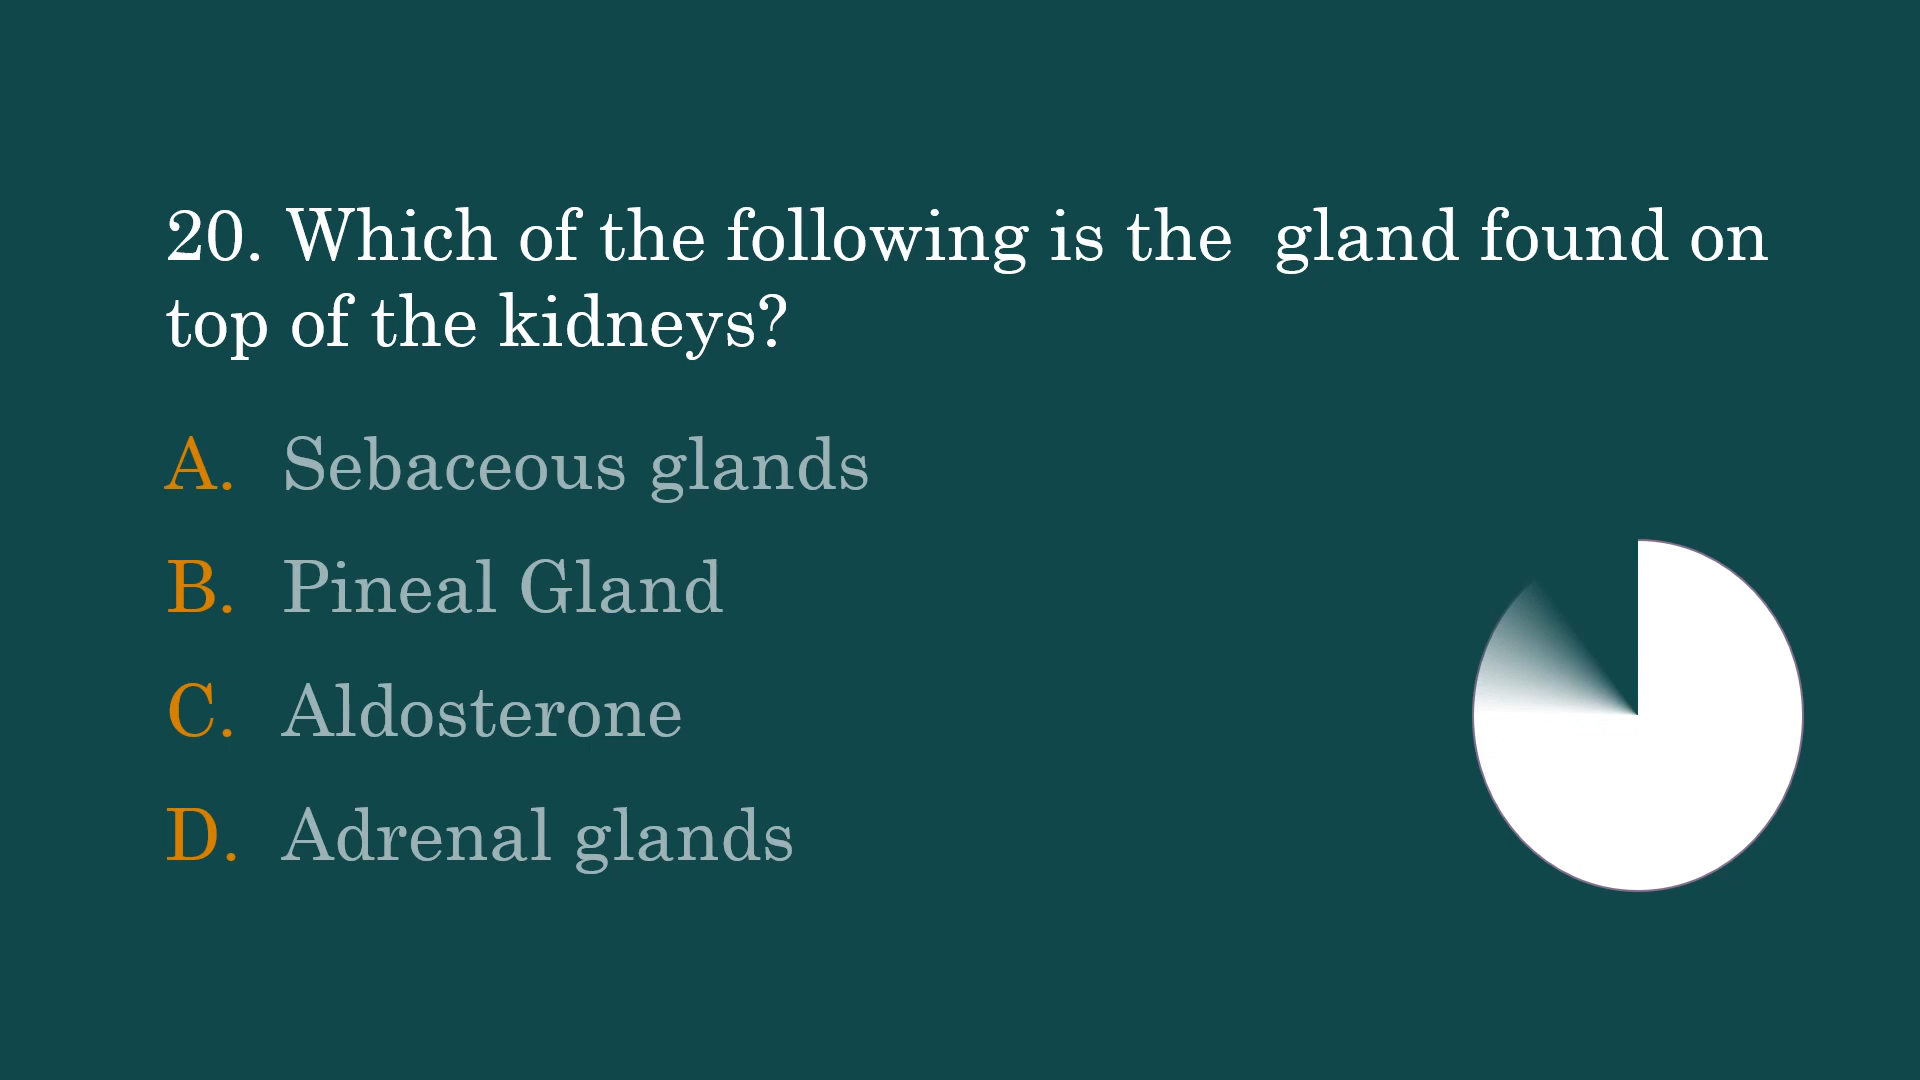 20. Which of the following is the  gland found on
top of the kidneys?
A. Sebaceous glands
B. Pineal Gland
C. Aldosterone
D. Adrenal glands